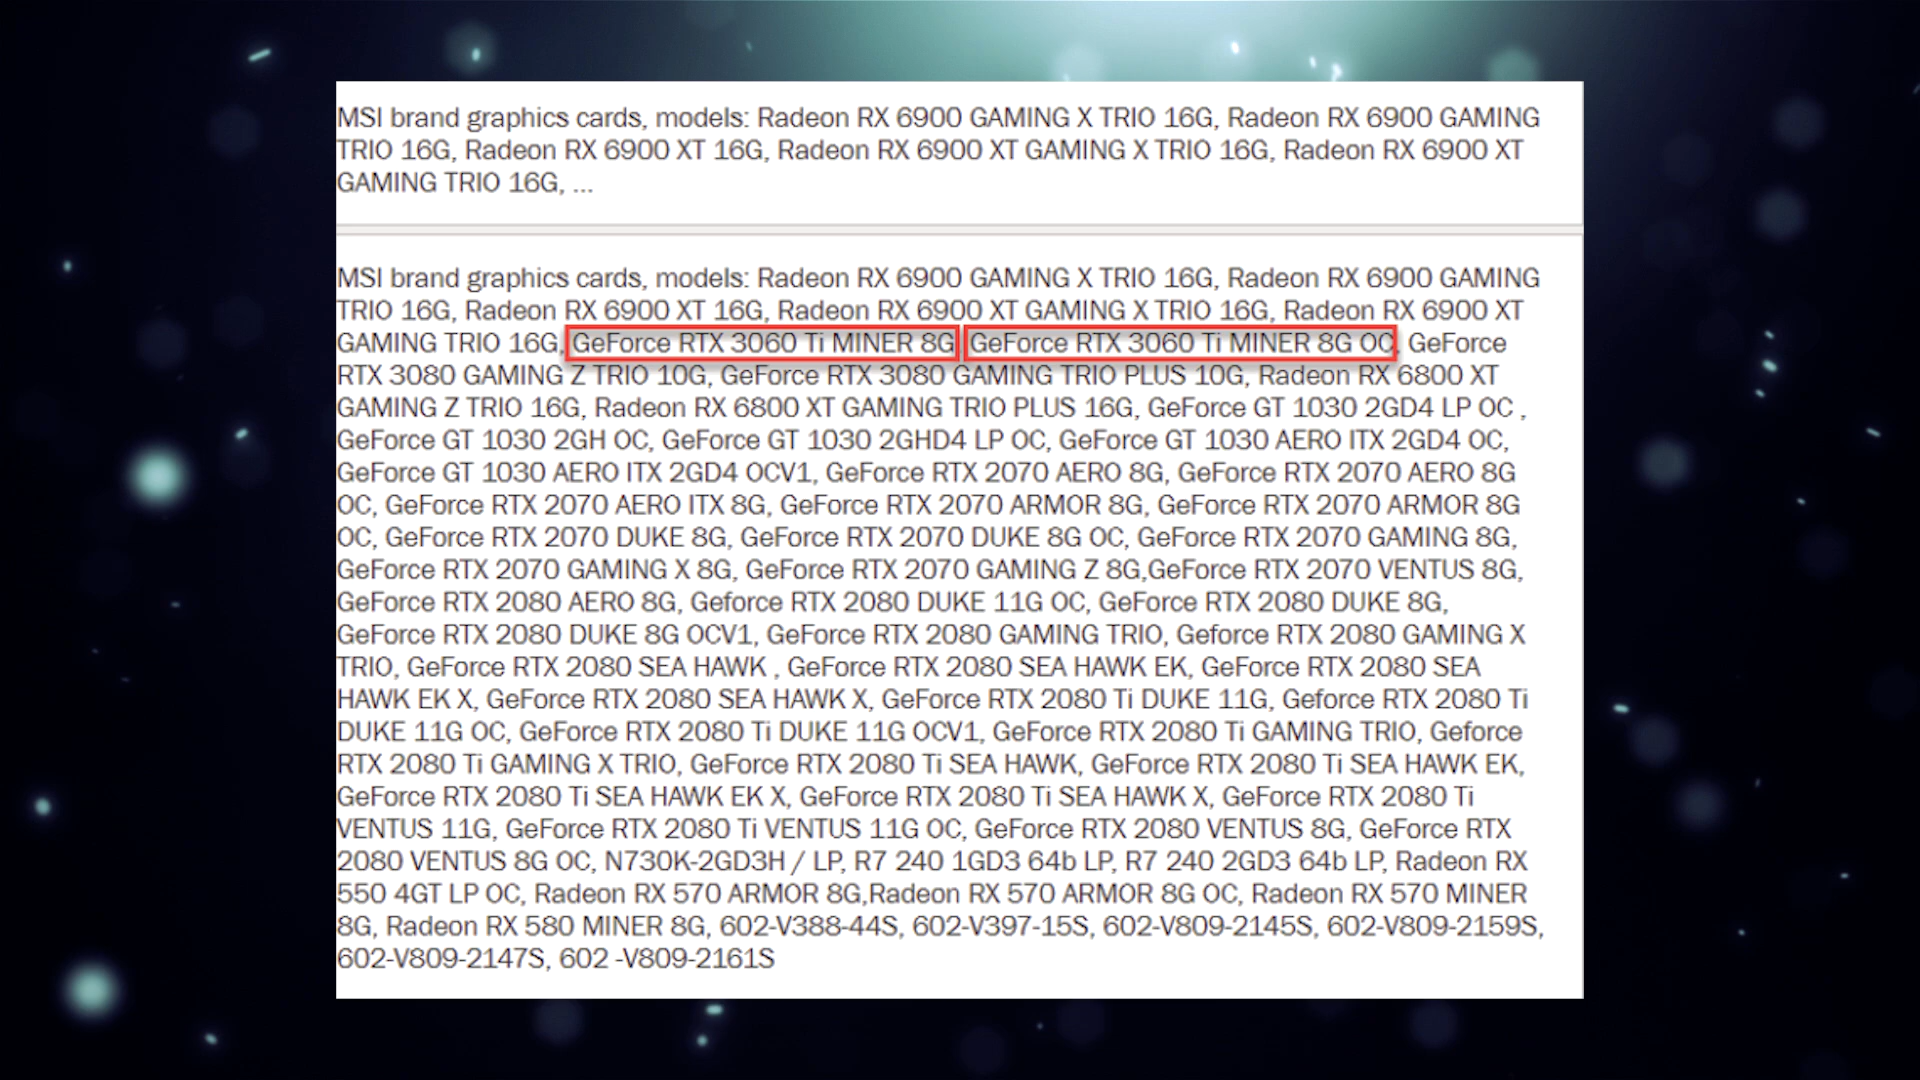 MSI brand graphics cards, models: Radeon RX 6900 GAMING X TRIO 16G, Radeon RX 6900 GAMING
TRIO 16G, Radeon RX 6900 XT 16G, Radeon RX 6900 XT GAMING X TRIO 16G, Radeon RX 6900 XT
GAMING TRIO 16G, ...
MSI brand graphics cards, models: Radeon RX 6900 GAMING X TRIO 16G, Radeon RX 6900 GAMING
TRIO 16G, Radeon RX 6900 XT 16G, Radeon RX 6900 XT GAMING X TRIO 16G, Radeon RX 6900 XT
GAMING TRIO 16G, GeForce RTX 3060 Ti MINER 8G GeForce RTX 3060 Ti MINER 8G OC, GeForce
RTX 3080 GAMING Z TRIO 10G, GeForce RTX 3080 GAMING TRIO PLUS 10G, Radeon RX 6800 XT
GAMING Z TRIO 16G, Radeon RX 6800 XT GAMING TRIO PLUS 16G, GeForce GT 1030 2GD4 LP OC ,
GeForce GT 1030 2GH OC, GeForce GT 1030 2GHD4 LP OC, GeForce GT 1030 AERO ITX 2GD4 OC,
GeForce GT 1030 AERO ITX 2GD4 OCV1, GeForce RTX 2070 AERO 8G, GeForce RTX 2070 AERO 8G
OC, GeForce RTX 2070 AERO ITX 8G, GeForce RTX 2070 ARMOR 8G, GeForce RTX 2070 ARMOR 8G
OC, GeForce RTX 2070 DUKE 8G, GeForce RTX 2070 DUKE 8G OC, GeForce RTX 2070 GAMING 8G,
GeForce RTX 2070 GAMING X 8G, GeForce RTX 2070 GAMING Z 8G,GeForce RTX 2070 VENTUS 8G,
GeForce RTX 2080 AERO 8G, Geforce RTX 2080 DUKE 11G OC, GeForce RTX 2080 DUKE 8G,
GeForce RTX 2080 DUKE 8G OCV1, GeForce RTX 2080 GAMING TRIO, Geforce RTX 2080 GAMING X
TRIO, GeForce RTX 2080 SEA HAWK , GeForce RTX 2080 SEA HAWK EK, GeForce RTX 2080 SEA
HAWK EK X, GeForce RTX 2080 SEA HAWK X, GeForce RTX 2080 Ti DUKE 11G, Geforce RTX 2080 Ti
DUKE 11G OC, GeForce RTX 2080 Ti DUKE 11G OCV1, GeForce RTX 2080 Ti GAMING TRIO, Geforce
RTX 2080 Ti GAMING X TRIO, GeForce RTX 2080 Ti SEA HAWK, GeForce RTX 2080 Ti SEA HAWK EK,
GeForce RTX 2080 Ti SEA HAWK EK X, GeForce RTX 2080 Ti SEA HAWK X, GeForce RTX 2080 Ti
VENTUS 11G, GeForce RTX 2080 Ti VENTUS 11G OC, GeForce RTX 2080 VENTUS 8G, GeForce RTX
2080 VENTUS 8G OC, N730K-2GD3H / LP, R7 240 1GD3 64b LP, R7 240 2GD3 64b LP, Radeon RX
550 4GT LP OC, Radeon RX 570 ARMOR 8G,Radeon RX 570 ARMOR 8G OC, Radeon RX 570 MINER
8G, Radeon RX 580 MINER 8G, 602-V388-44S, 602-V397-15S, 602-V809-2145S, 602-V809-2159S,
602-V809-2147S, 602 -V809-2161S